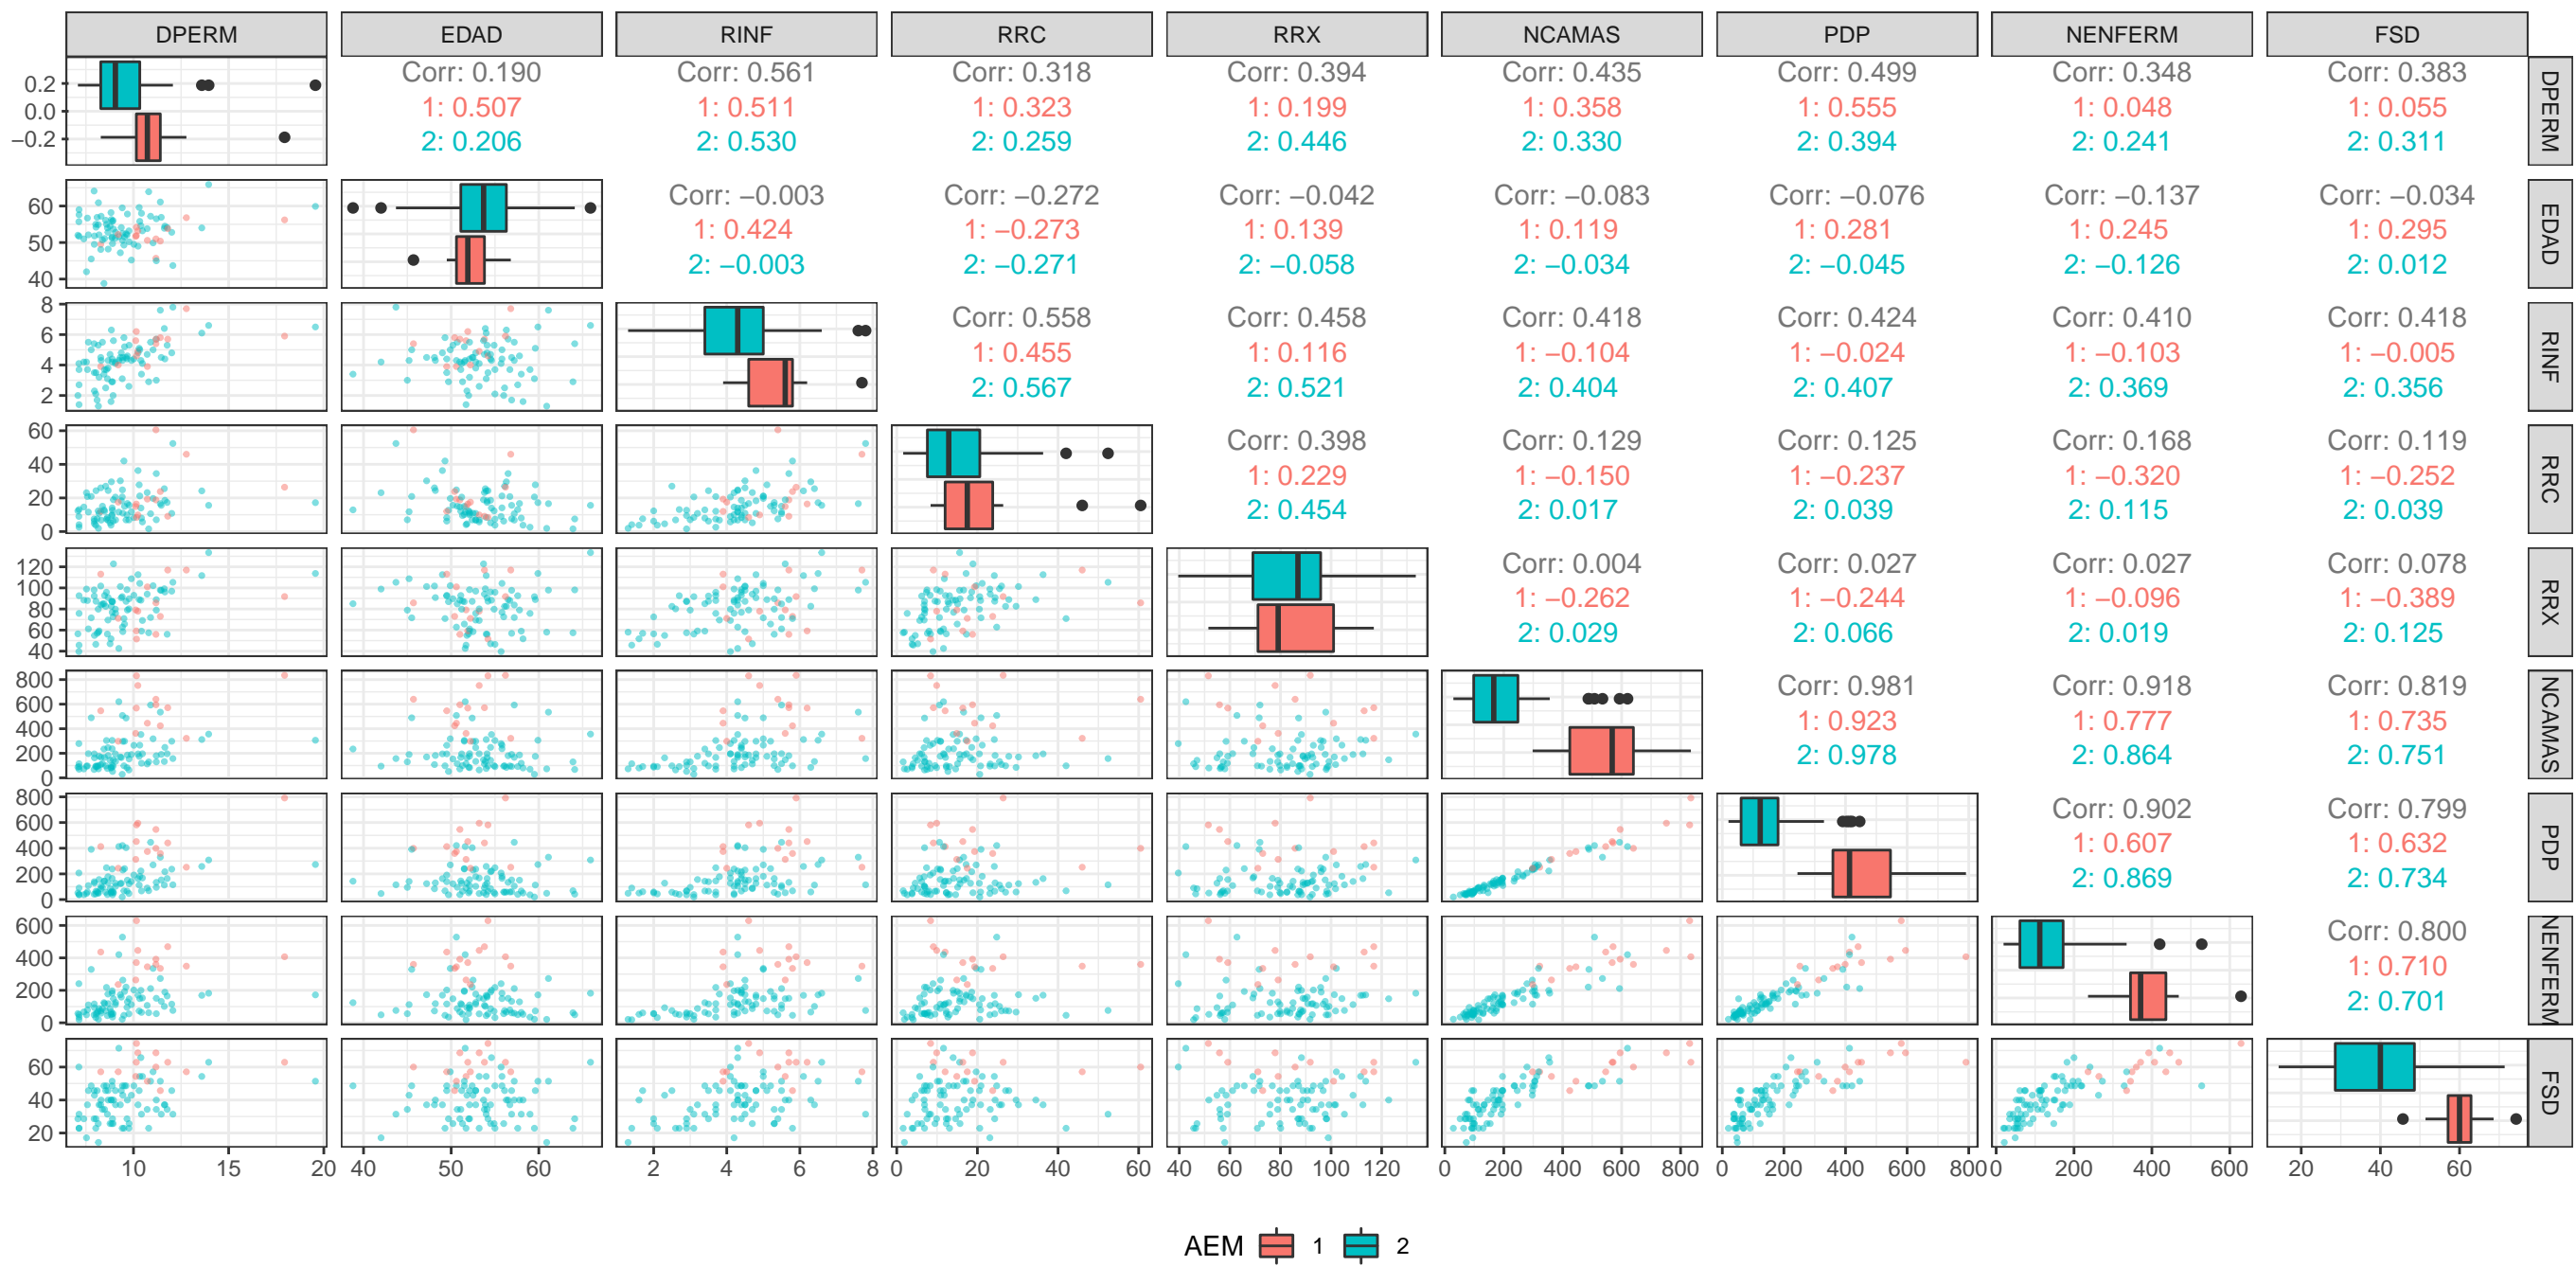 DPERM EDAD RINF RRC RRX NCAMAS PDP NENFERM FSD
0.2 Corr: 0.190 Corr: 0.561 Corr: 0.318 Corr: 0.394 Corr: 0.435 Corr: 0.499 Corr: 0.348 Corr: 0.383 DPERM
0.0 1: 0.507 1: 0.511 1: 0.323 1: 0.199 1: 0.358 1: 0.555 1: 0.048 1: 0.055
−0.2 2: 0.206 2: 0.530 2: 0.259 2: 0.446 2: 0.330 2: 0.394 2: 0.241 2: 0.311
60 Corr: −0.003 Corr: −0.272 Corr: −0.042 Corr: −0.083 Corr: −0.076 Corr: −0.137 Corr: −0.034 EDAD
50 1: 0.424 1: −0.273 1: 0.139 1: 0.119 1: 0.281 1: 0.245 1: 0.295
40 2: −0.003 2: −0.271 2: −0.058 2: −0.034 2: −0.045 2: −0.126 2: 0.012
8 Corr: 0.558 Corr: 0.458 Corr: 0.418 Corr: 0.424 Corr: 0.410 Corr: 0.418 RINF
6 1: 0.455 1: 0.116 1: −0.104 1: −0.024 1: −0.103 1: −0.005
4 2: 0.567 2: 0.521 2: 0.404 2: 0.407 2: 0.369 2: 0.356
2
60 Corr: 0.398 Corr: 0.129 Corr: 0.125 Corr: 0.168 Corr: 0.119 RRC
40 1: 0.229 1: −0.150 1: −0.237 1: −0.320 1: −0.252
20 2: 0.454 2: 0.017 2: 0.039 2: 0.115 2: 0.039
0
120 Corr: 0.004 Corr: 0.027 Corr: 0.027 Corr: 0.078 RRX
100 1: −0.262 1: −0.244 1: −0.096 1: −0.389
80 2: 0.029 2: 0.066 2: 0.019 2: 0.125
60
40
800 Corr: 0.981 Corr: 0.918 Corr: 0.819 NCAMAS
600 1: 0.923 1: 0.777 1: 0.735
400 2: 0.978 2: 0.864 2: 0.751
200
0
800 Corr: 0.902 Corr: 0.799 PDP
600 1: 0.607 1: 0.632
400 2: 0.869 2: 0.734
200
0
600 Corr: 0.800 NENFERM
400 1: 0.710
200 2: 0.701
0
60 FSD
40
20
10 15 20 40 50 60 2 4 6 8 0 20 40 60 40 60 80 100 120 0 200 400 600 800 0 200 400 600 800 0 200 400 600 20 40 60
AEM 1 2